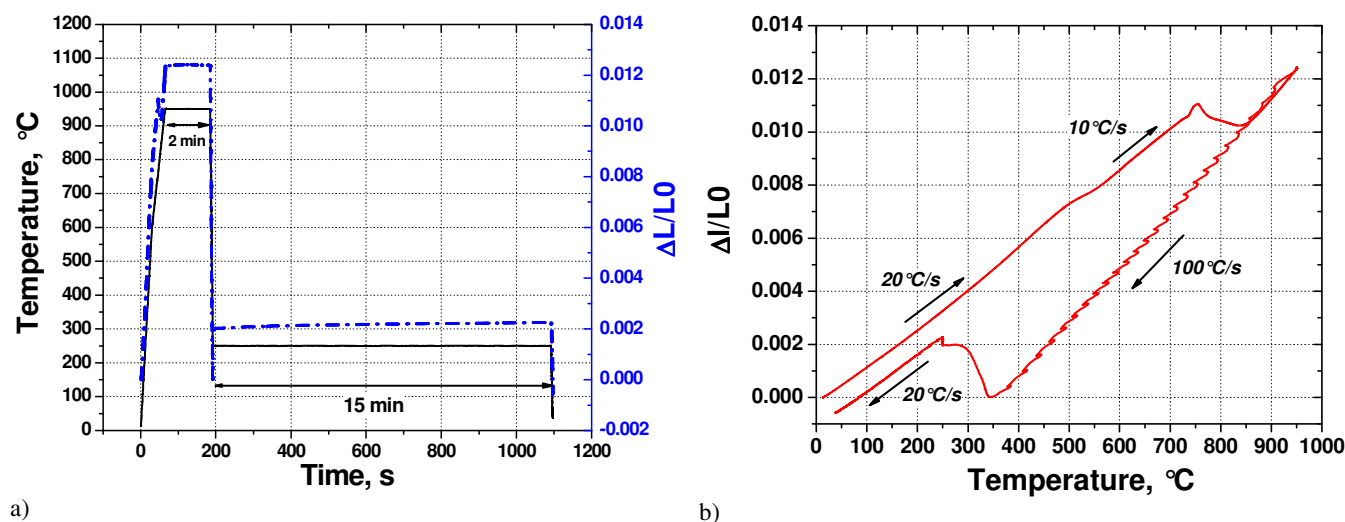 a)
Temperature, °C
1200
1100
1000
900
800
700
600
500
400
300
200
100
0
0 200 400 600 800 1000 1200
Time, s
2 min
15 min
0.014
0.012
0.010
0.008
0.006
0.004
0.002
0.000
-0.002
ΔL/L0
b)
Δl/L0
0.014
0.012
0.010
0.008
0.006
0.004
0.002
0.000
10°C/s
20°C/s
100°C/s
20°C/s
0 100 200 300 400 500 600 700 800 900 1000
Temperature, °C